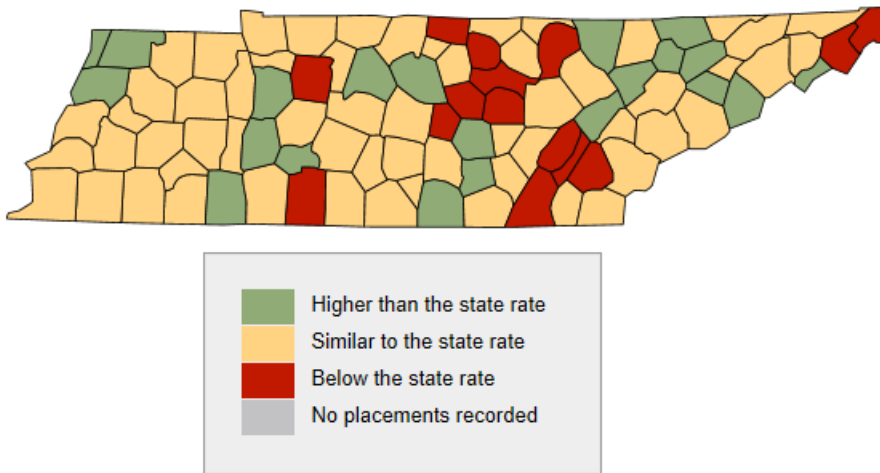 Higher than the state rate
Similar to the state rate
Below the state rate
No placements recorded